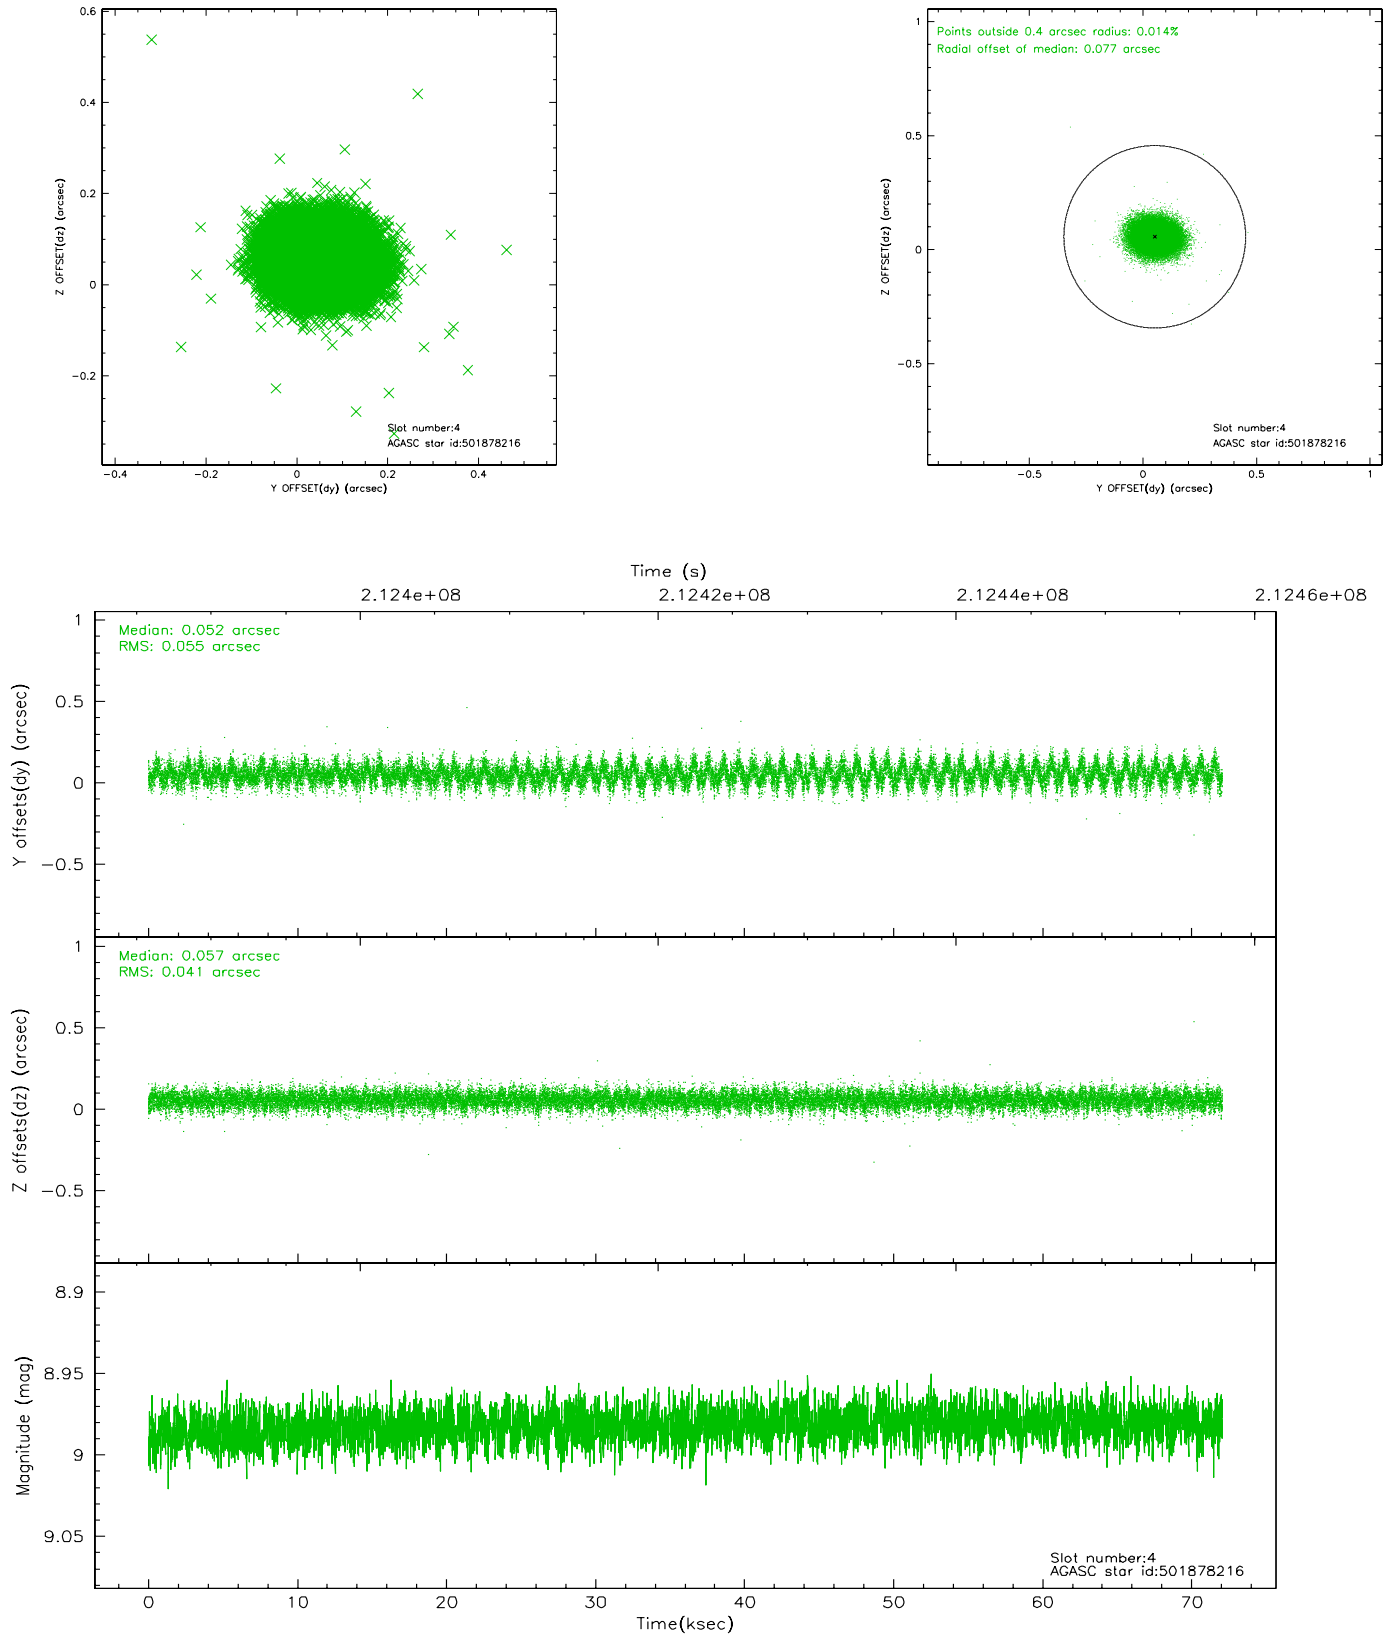 0.6
0.4
0.2
0
−0.2
Z OFFSET(dz) (arcsec)
−0.4
−0.2
0
0.2
0.4
Y OFFSET(dy) (arcsec)
Slot number:4
AGASC star id:501878216
Points outside 0.4 arcsec radius: 0.014%
Radial offset of median: 0.077 arcsec
1
0.5
0
−0.5
Z OFFSET(dz) (arcsec)
−0.5
0
0.5
1
Y OFFSET(dy) (arcsec)
Slot number:4
AGASC star id:501878216
Time (s)
2.124e+08
2.1242e+08
2.1244e+08
2.1246e+08
Median: 0.052 arcsec
RMS: 0.055 arcsec
1
0.5
0
−0.5
Y offsets(dy) (arcsec)
Median: 0.057 arcsec
RMS: 0.041 arcsec
1
0.5
0
−0.5
Z offsets(dz) (arcsec)
8.9
8.95
9
9.05
Magnitude (mag)
Slot number:4
AGASC star id:501878216
0
10
20
30
40
50
60
70
Time(ksec)